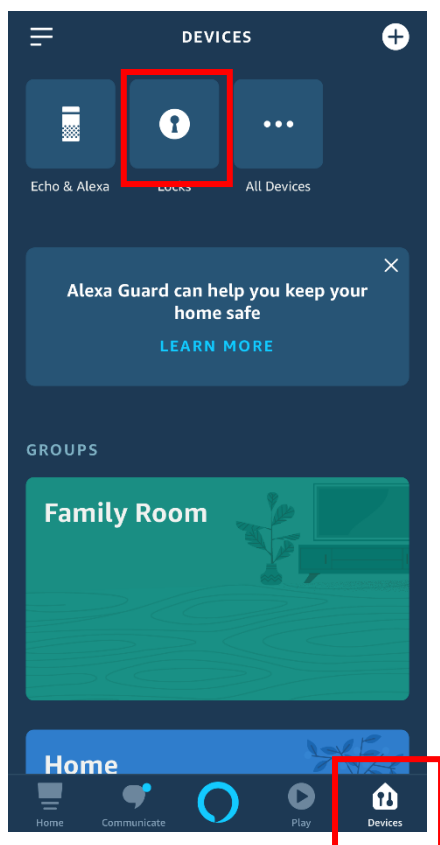 DEVICES
Echo & Alexa
Locks
All Devices
Alexa Guard can help you keep your
home safe
LEARN MORE
GROUPS
Family Room
Home
Home
Communicate
Play
Devices